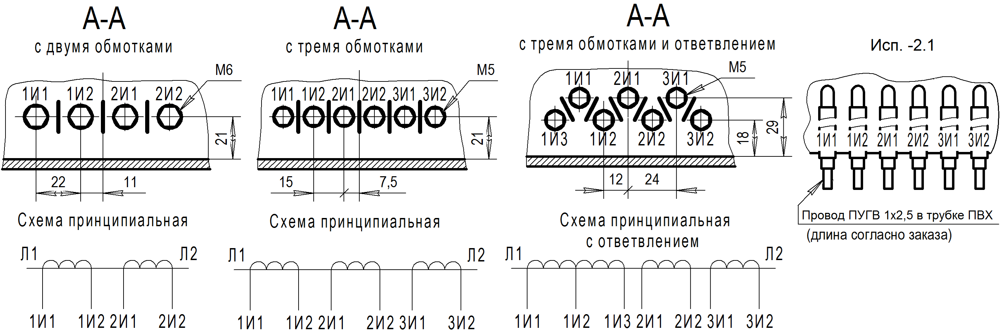 А-А
с двумя обмотками
М6
1И1 1И2 2И1 2И2
21
22 11
Схема принципиальная
Л1 Л2
1И1 1И2 2И1 2И2
А-А
с тремя обмотками
М5
1И1 1И2 2И1 2И2 3И1 3И2
21
15 7,5
Схема принципиальная
Л1 Л2
1И1 1И2 2И1 2И2 3И1 3И2
А-А
с тремя обмотками и ответвлением
М5
1И1 2И1 3И1
1И3 1И2 2И2 3И2
18 29
12 24
Схема принципиальная
с ответвлением
Л1 Л2
1И1 1И2 1И3 2И1 2И2 3И1 3И2
Исп. -2.1
1И1 1И2 2И1 2И2 3И1 3И2
Провод ПУГВ 1х2,5 в трубке ПВХ
(длина согласно заказа)